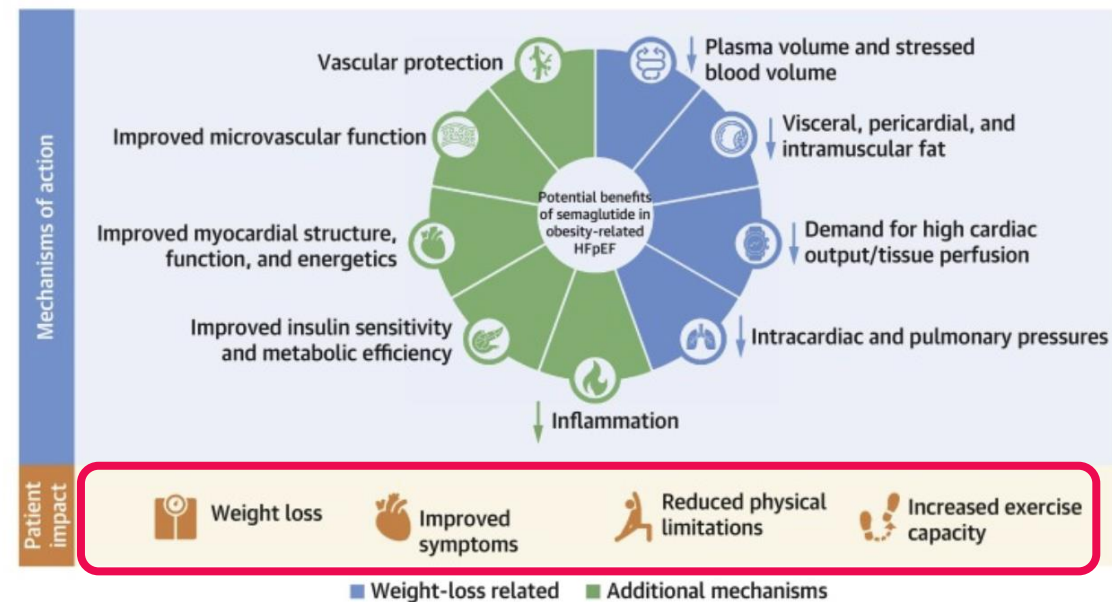 Mechanisms of action
Vascular protection
Plasma volume and stressed
blood volume
Improved microvascular function
Visceral, pericardial, and
intramuscular fat
Potential benefits
of semaglutide in
obesity-related
HFpEF
Improved myocardial structure,
function, and energetics
Demand for high cardiac
output/tissue perfusion
Improved insulin sensitivity
and metabolic efficiency
Intracardiac and pulmonary pressures
Inflammation
Patient
impact
Weight loss
Improved
symptoms
Reduced physical
limitations
Increased exercise
capacity
Weight-loss related
Additional mechanisms